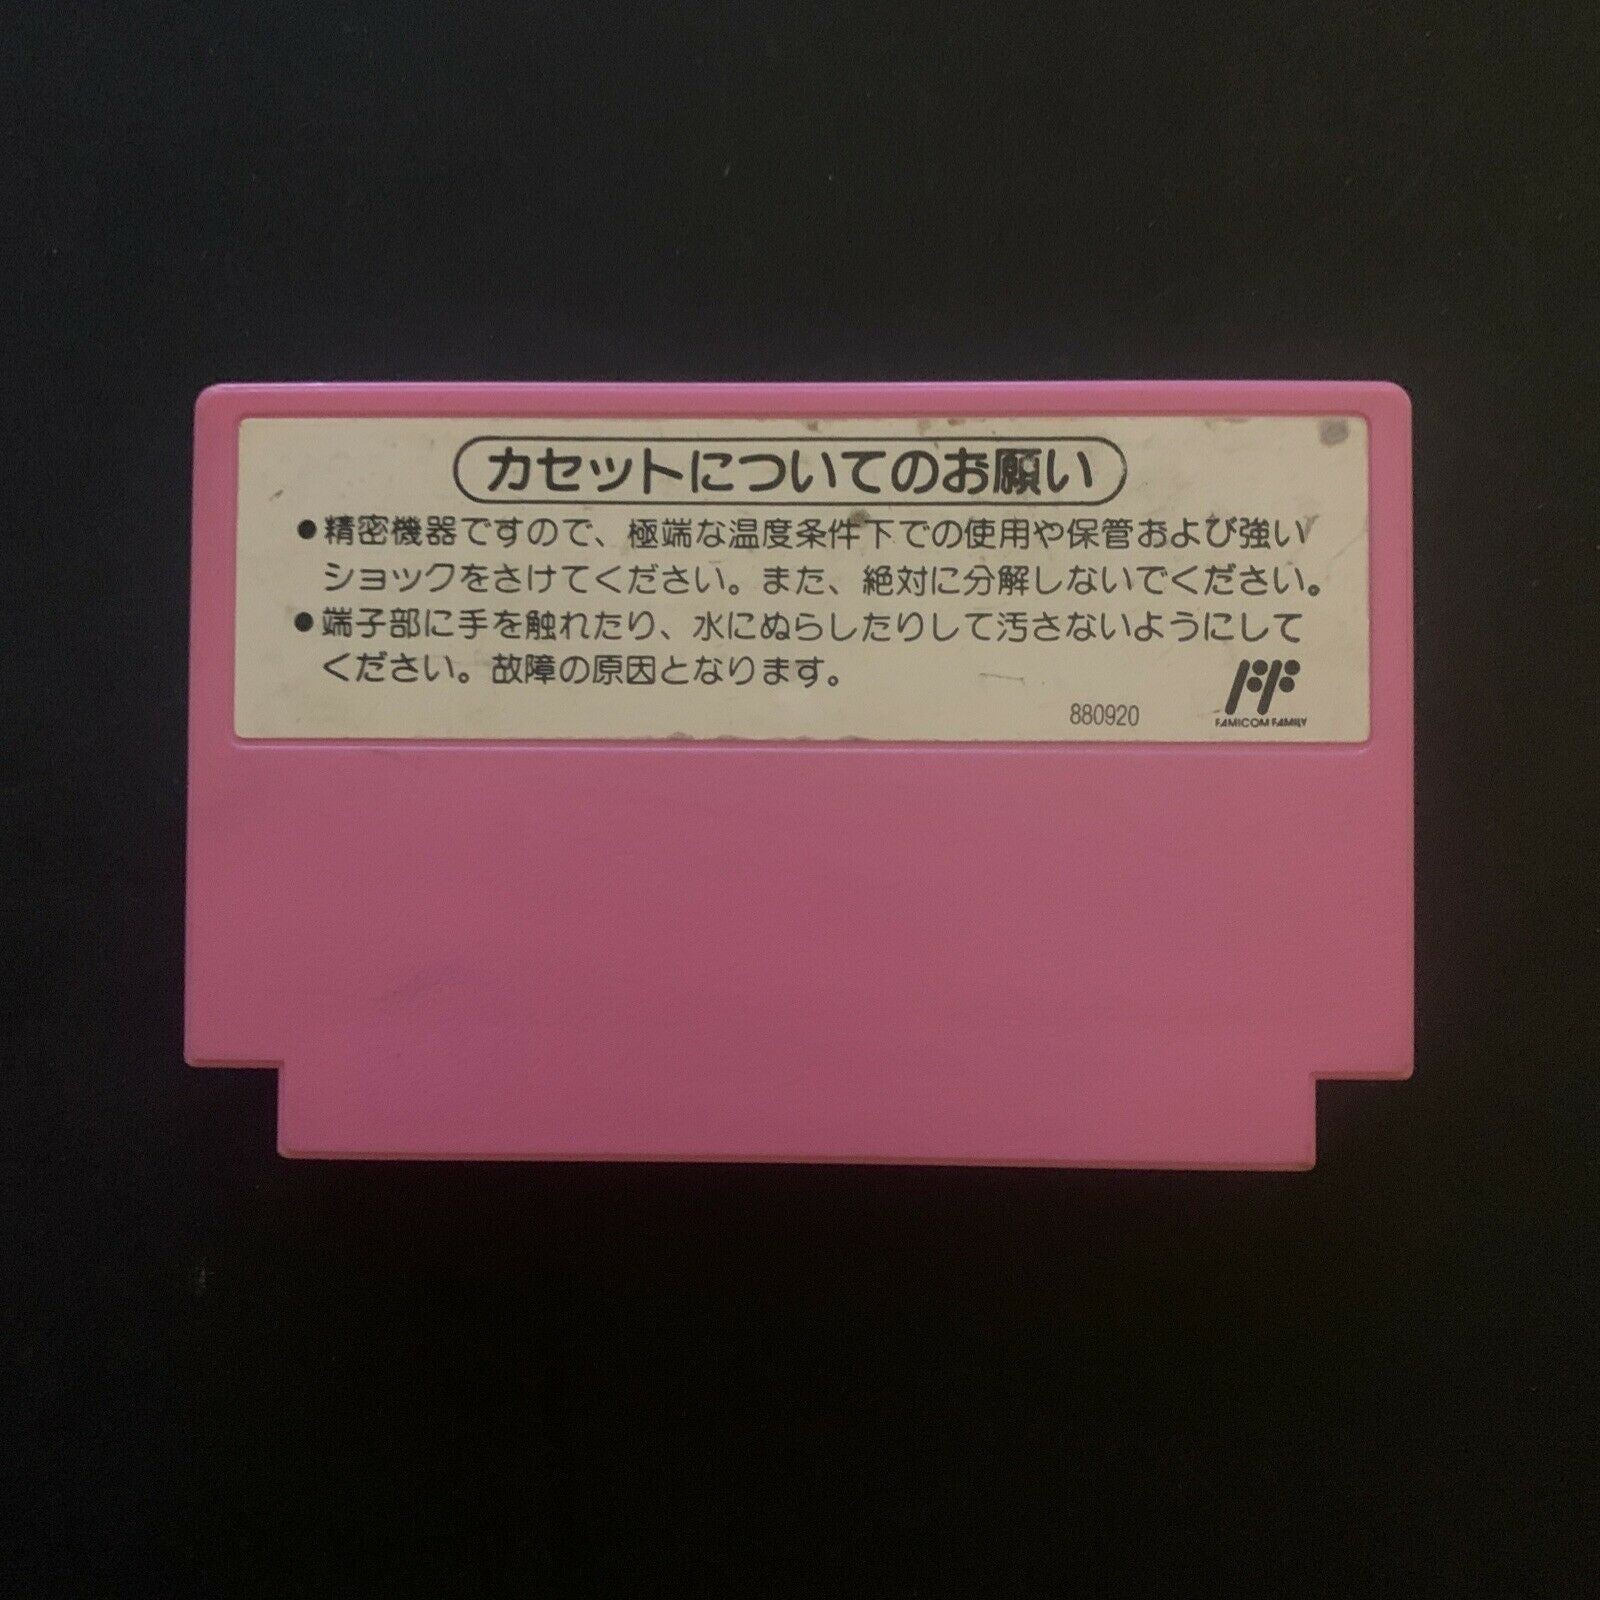 カセットについてのお願い
●精密機器ですので、極端な温度条件下での使用や保管および強い
ショックをさけてください。また、絶対に分解しないでください。
●端子部に手を触れたり、水にぬらしたりして汚さないようにして
ください。故障の原因となります。
880920
FAMICOM FAMILY